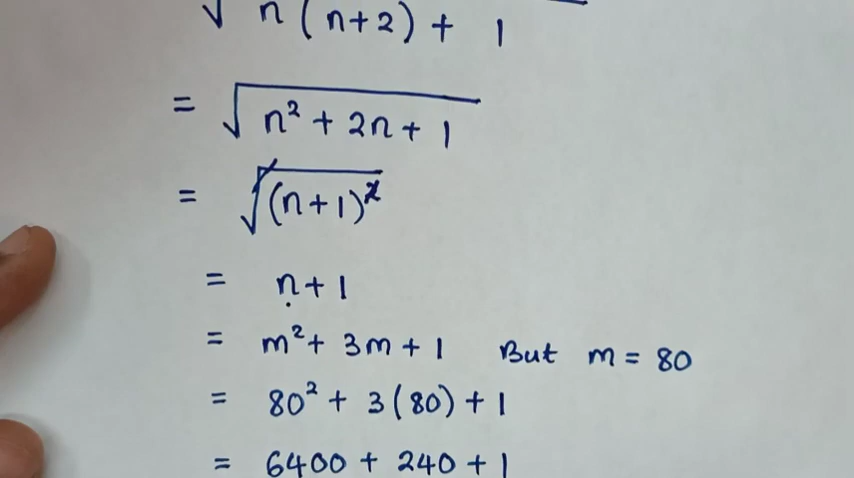 √n(n+2) + 1
= √n² + 2n + 1
= √(n+1)²
= n + 1
= m² + 3m + 1 But m = 80
= 80² + 3(80) + 1
= 6400 + 240 + 1